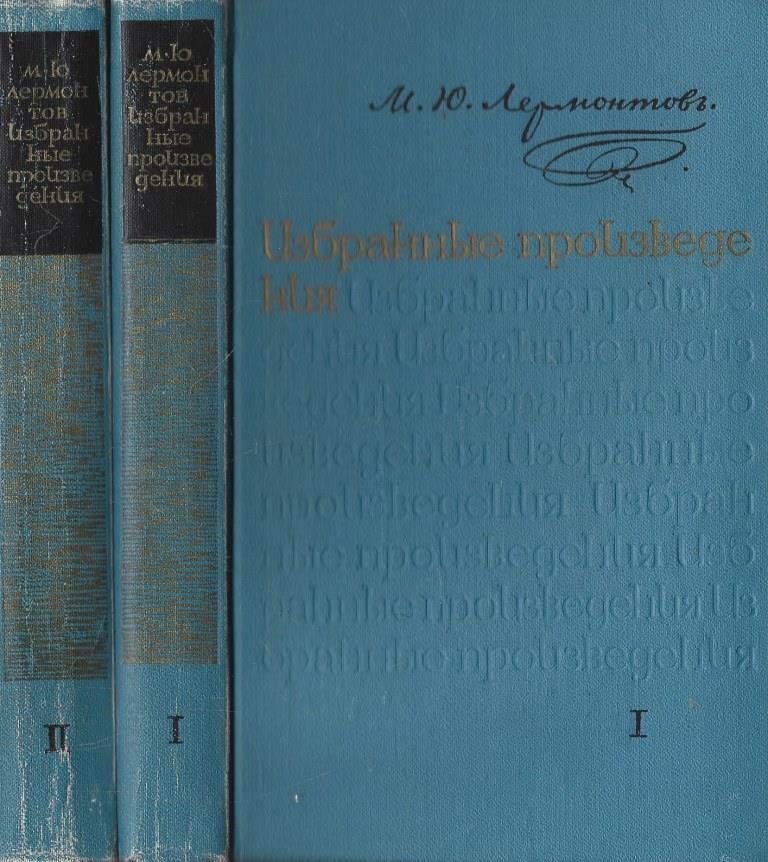 М·Ю
Лермон
тов
Избран
ные
произве
дения
II
М·Ю
Лермон
тов
Избран
ные
произве
дения
I
М. Ю. Лермонтовъ.
Избранные произведе
ния Избранные произве
дения Избранные произ
ведения Избранные про
изведения Избранные
произведения Избран
ные произведения Изб
ранные произведения Из
бранные произведения
I